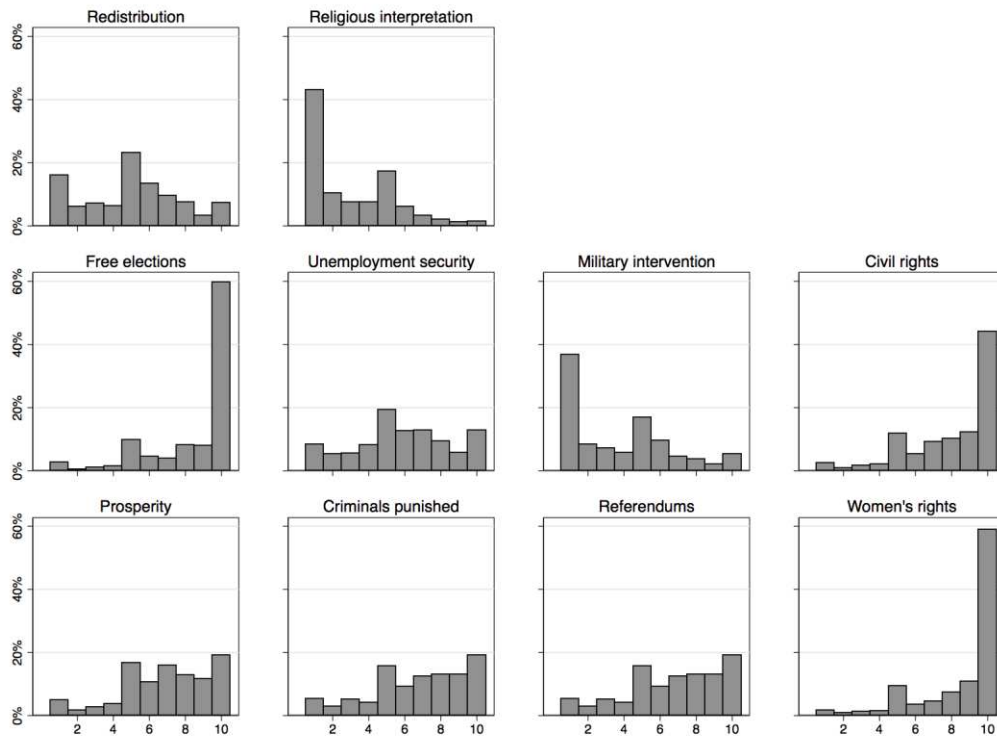 Redistribution
Religious interpretation
60%
40%
20%
0%
Free elections
Unemployment security
Military intervention
Civil rights
60%
40%
20%
0%
Prosperity
Criminals punished
Referendums
Women's rights
60%
40%
20%
0%
2 4 6 8 10
2 4 6 8 10
2 4 6 8 10
2 4 6 8 10